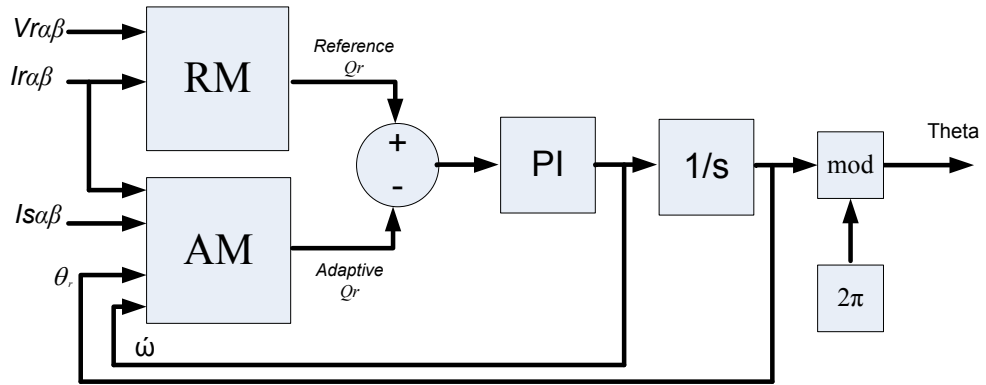 Vrαβ
Irαβ
RM
Reference
Qr
+
-
PI
1/s
mod
Theta
Isαβ
AM
θr
Adaptive
Qr
2π
ώ